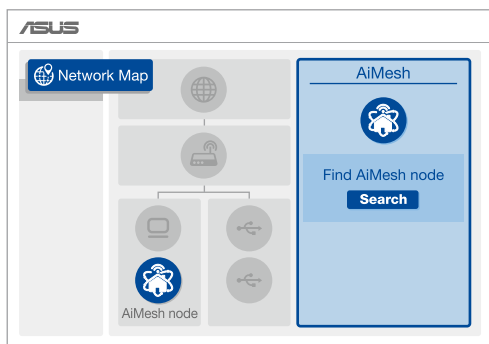 ASUS
Network Map
AiMesh
Find AiMesh node
Search
AiMesh node